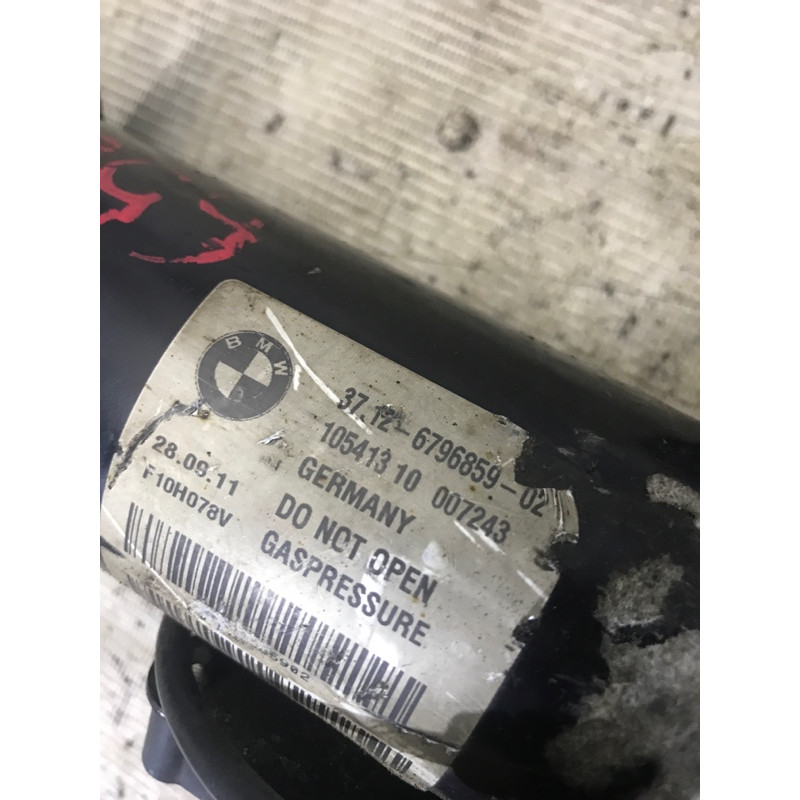 BMW
37.12-6796859-02
105413 10 007243
28.09.11
GERMANY
F10H078V
DO NOT OPEN
GASPRESSURE